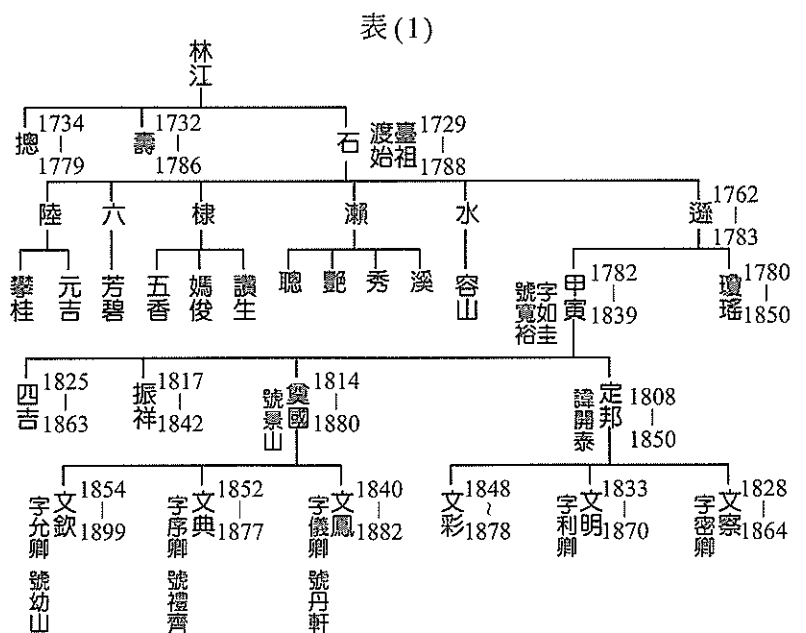 表(1)
林江
石 渡臺始祖 1729–1788
壽 1732–1786
摠 1734–1779
遜 1762–1783
水
瀨
棣
六
陸
瓊瑤 1780–1850
甲寅 字如圭 號寬裕 1782–1839
容山
溪
秀
艷
聰
讚生
媽俊
五香
芳碧
元吉
攀桂
定邦 諱開泰 1808–1850
奠國 號景山 1814–1880
振祥 1817–1842
四吉 1825–1863
文察 字密卿 1828–1864
文明 字利卿 1833–1870
文彩 1848~1878
文鳳 字儀卿 號丹軒 1840–1882
文典 字序卿 號禮齊 1852–1877
文欽 字允卿 號幼山 1854–1899